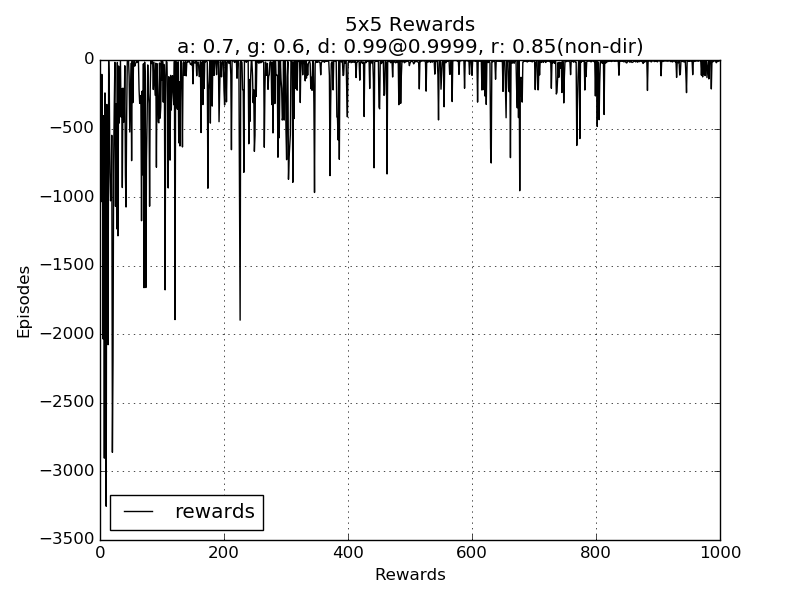 5x5 Rewards
a: 0.7, g: 0.6, d: 0.99@0.9999, r: 0.85(non-dir)
0
−500
−1000
−1500
−2000
−2500
−3000
−3500
Episodes
rewards
0 200 400 600 800 1000
Rewards